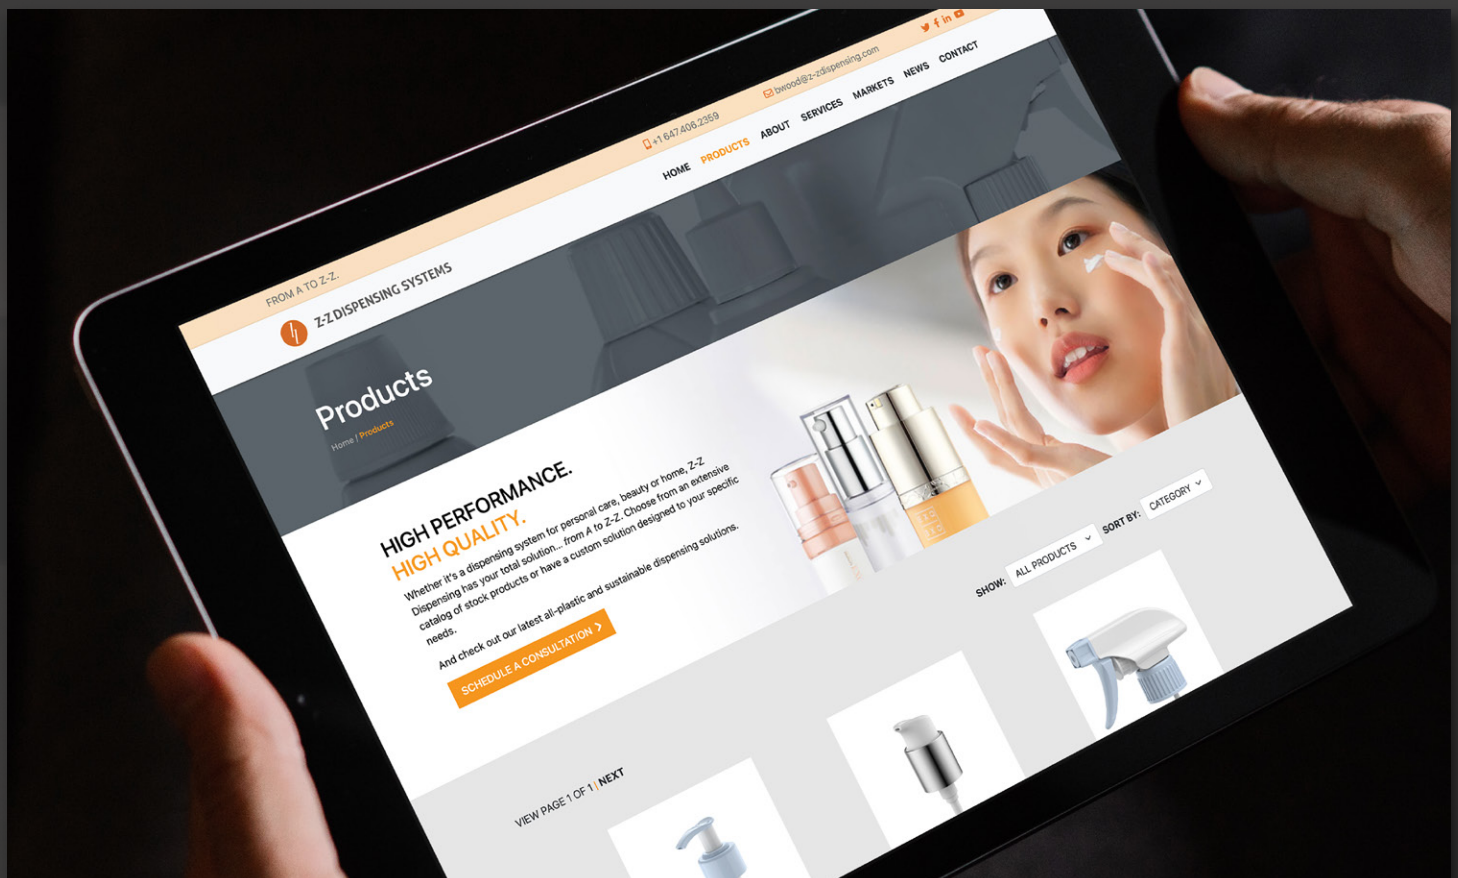 FROM A TO Z-Z.
+1 647.406.2359
bwood@z-zdispensing.com
Z-Z DISPENSING SYSTEMS
HOME PRODUCTS ABOUT SERVICES MARKETS NEWS CONTACT
Products
Home / Products
HIGH PERFORMANCE.
HIGH QUALITY.
Whether it's a dispensing system for personal care, beauty or home, Z-Z
Dispensing has your total solution... from A to Z-Z. Choose from an extensive
catalog of stock products or have a custom solution designed to your specific
needs.
And check out our latest all-plastic and sustainable dispensing solutions.
SCHEDULE A CONSULTATION >
SHOW: ALL PRODUCTS SORT BY: CATEGORY
VIEW PAGE 1 OF 1 | NEXT